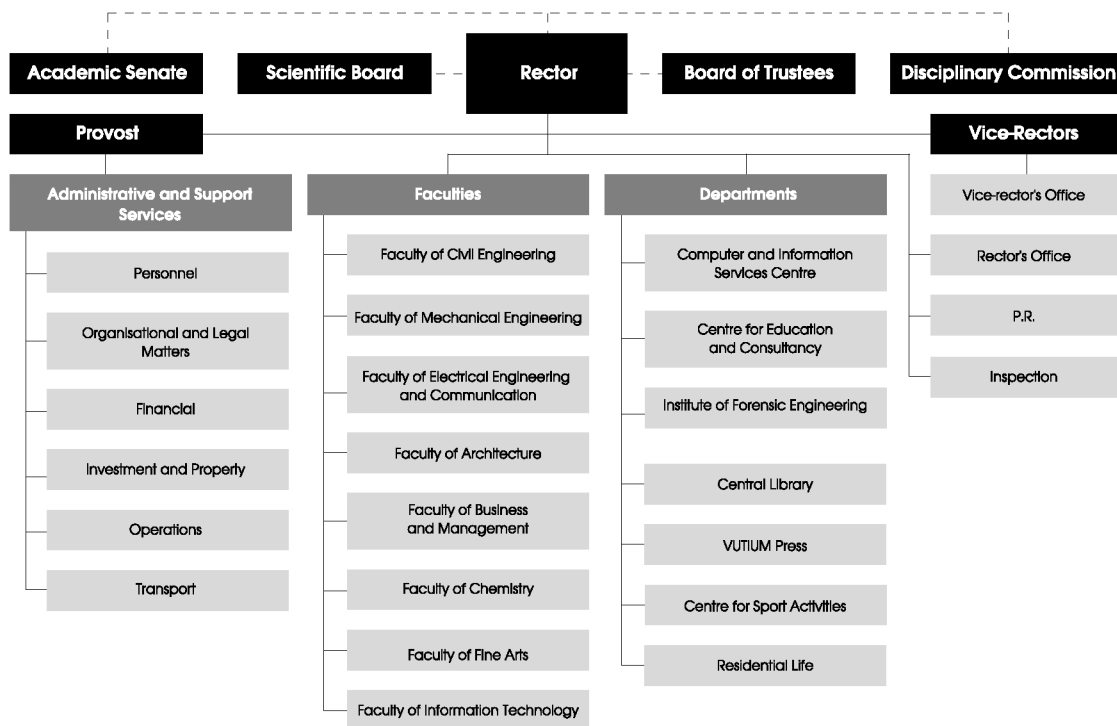 Academic Senate
Scientific Board
Rector
Board of Trustees
Disciplinary Commission
Provost
Vice-Rectors
Administrative and Support
Services
Personnel
Organisational and Legal
Matters
Financial
Investment and Property
Operations
Transport
Faculties
Faculty of Civil Engineering
Faculty of Mechanical Engineering
Faculty of Electrical Engineering
and Communication
Faculty of Architecture
Faculty of Business
and Management
Faculty of Chemistry
Faculty of Fine Arts
Faculty of Information Technology
Departments
Computer and Information
Services Centre
Centre for Education
and Consultancy
Institute of Forensic Engineering
Central Library
VUTIUM Press
Centre for Sport Activities
Residential Life
Vice-rector's Office
Rector's Office
P.R.
Inspection